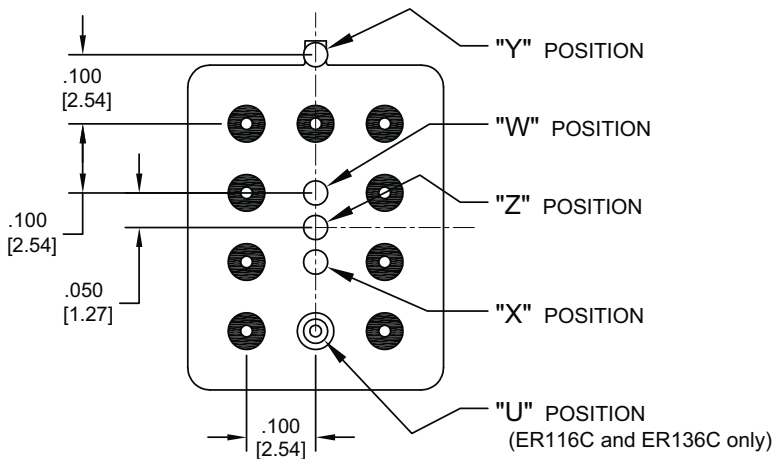 "Y" POSITION
.100
[2.54]
"W" POSITION
"Z" POSITION
.100
[2.54]
.050
[1.27]
"X" POSITION
"U" POSITION
(ER116C and ER136C only)
.100
[2.54]